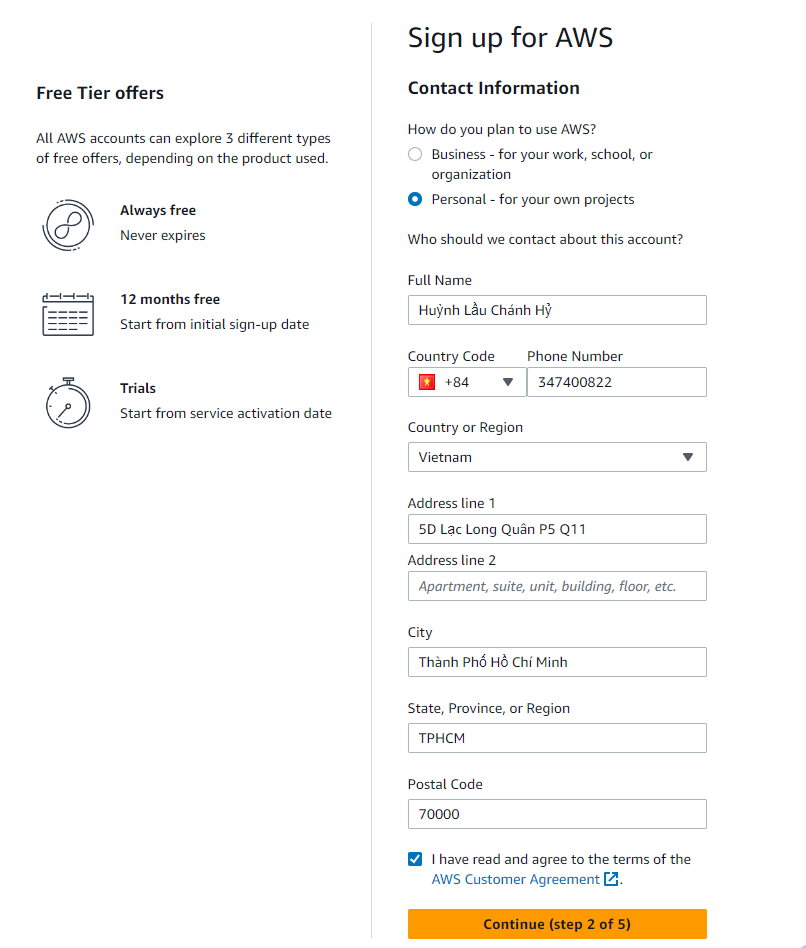 Free Tier offers
All AWS accounts can explore 3 different types
of free offers, depending on the product used.
Always free
Never expires
12 months free
Start from initial sign-up date
Trials
Start from service activation date
Sign up for AWS
Contact Information
How do you plan to use AWS?
Business - for your work, school, or
organization
Personal - for your own projects
Who should we contact about this account?
Full Name
Huỳnh Lầu Chánh Hỷ
Country Code Phone Number
+84 347400822
Country or Region
Vietnam
Address line 1
5D Lạc Long Quân P5 Q11
Address line 2
Apartment, suite, unit, building, floor, etc.
City
Thành Phố Hồ Chí Minh
State, Province, or Region
TPHCM
Postal Code
70000
I have read and agree to the terms of the
AWS Customer Agreement.
Continue (step 2 of 5)